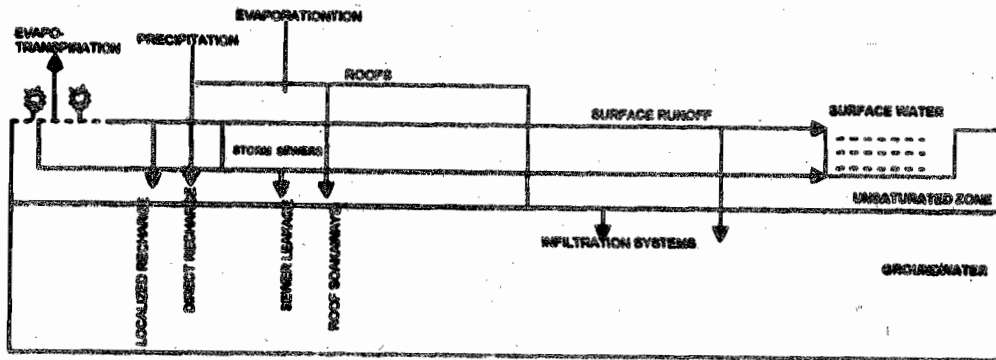 EVAPORATIONTION
EVAPO-
TRANSPIRATION
PRECIPITATION
ROOFS
SURFACE RUNOFF
SURFACE WATER
STORM SEWERS
UNSATURATED ZONE
LOCALIZED RECHARGE
DIRECT RECHARGE
SEWER LEAKAGE
ROOF SOAKAWAYS
INFILTRATION SYSTEMS
GROUNDWATER